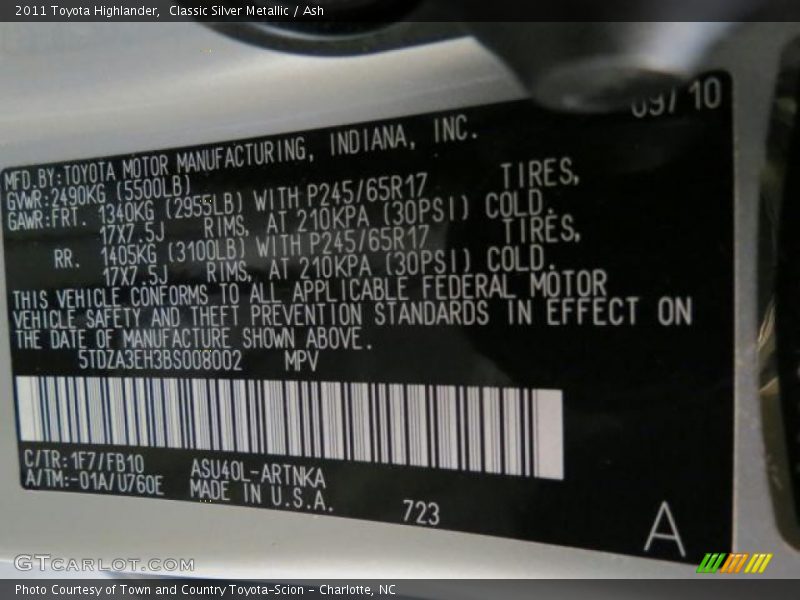 2011 Toyota Highlander, Classic Silver Metallic / Ash
09/10
MFD.BY:TOYOTA MOTOR MANUFACTURING, INDIANA, INC.
GVWR:2490KG (5500LB)
GAWR:FRT. 1340KG (2955LB) WITH P245/65R17 TIRES,
17X7.5J RIMS, AT 210KPA (30PSI) COLD.
RR. 1405KG (3100LB) WITH P245/65R17 TIRES,
17X7.5J RIMS, AT 210KPA (30PSI) COLD.
THIS VEHICLE CONFORMS TO ALL APPLICABLE FEDERAL MOTOR
VEHICLE SAFETY AND THEFT PREVENTION STANDARDS IN EFFECT ON
THE DATE OF MANUFACTURE SHOWN ABOVE.
5TDZA3EH3BS008002 MPV
C/TR:1F7/FB10 ASU40L-ARTNKA
A/TM:-01A/U760E MADE IN U.S.A.
723
A
GTCARLOT.COM
Photo Courtesy of Town and Country Toyota-Scion - Charlotte, NC